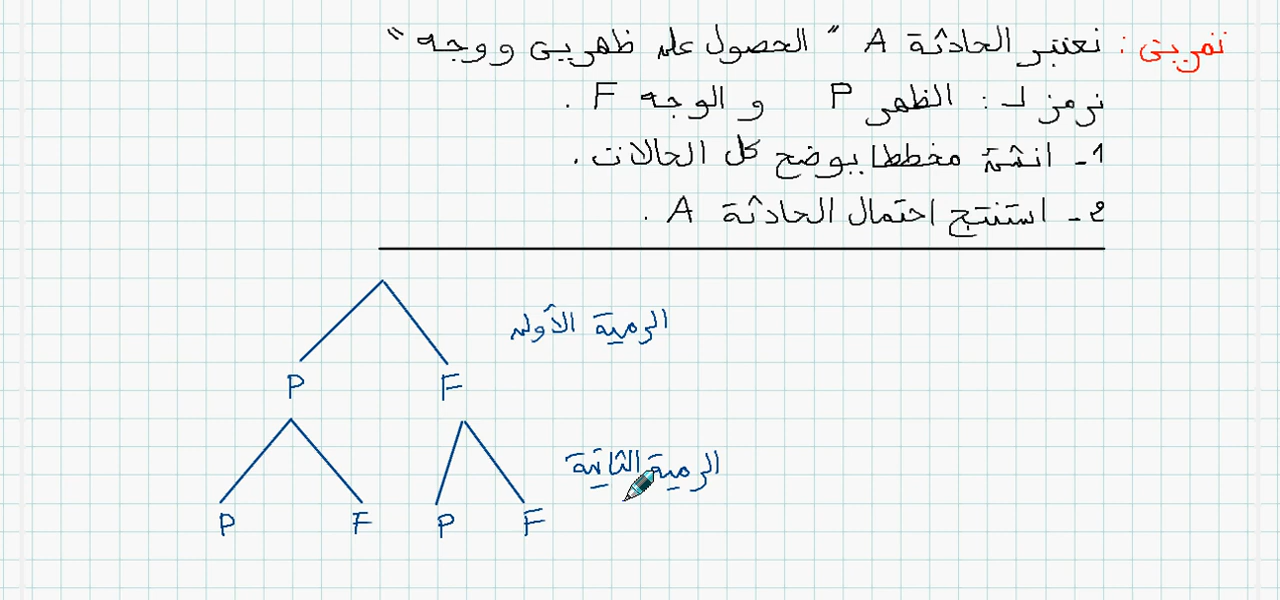 تمرين : نعتبر الحادثة A " الحصول على ظهرين و وجه "
نرمز لـ : الظهر P و الوجه F .
1- انشئ مخططا يوضح كل الحالات .
2- استنتج احتمال الحادثة A .
الرمية الأولى
P F
الرمية الثانية
P F P F